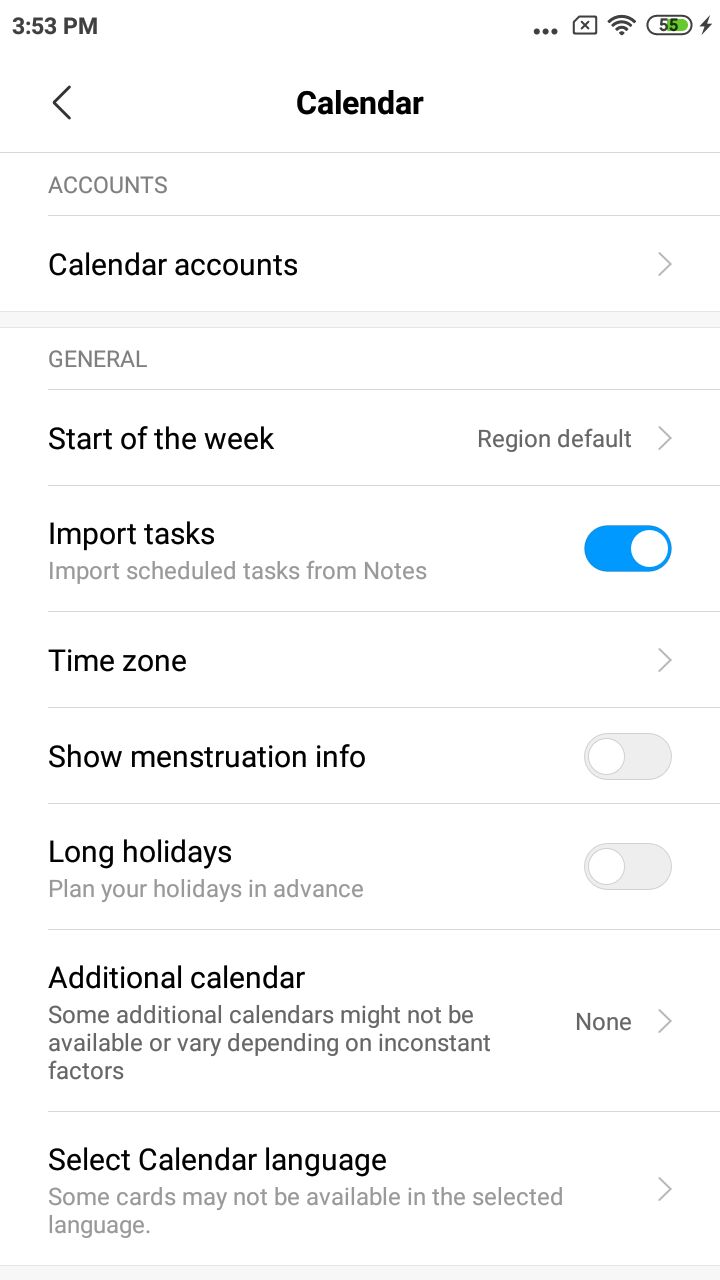 3:53 PM
55
Calendar
ACCOUNTS
Calendar accounts
GENERAL
Start of the week
Region default
Import tasks
Import scheduled tasks from Notes
Time zone
Show menstruation info
Long holidays
Plan your holidays in advance
Additional calendar
Some additional calendars might not be
available or vary depending on inconstant
factors
None
Select Calendar language
Some cards may not be available in the selected
language.